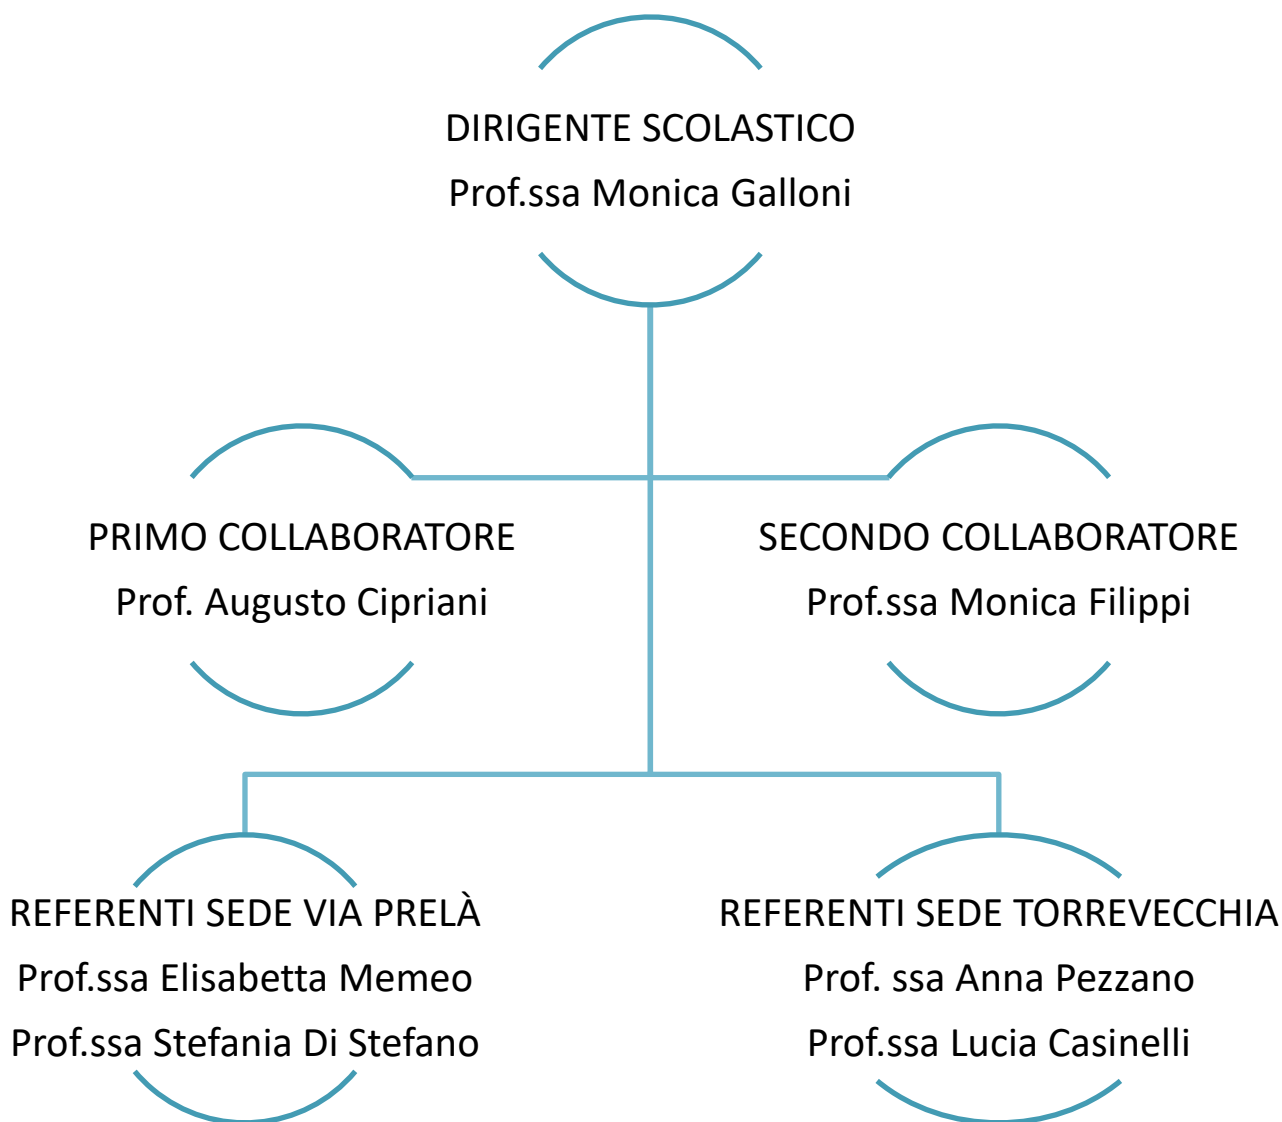 DIRIGENTE SCOLASTICO
Prof.ssa Monica Galloni
PRIMO COLLABORATORE
Prof. Augusto Cipriani
SECONDO COLLABORATORE
Prof.ssa Monica Filippi
REFERENTI SEDE VIA PRELÀ
Prof.ssa Elisabetta Memeo
Prof.ssa Stefania Di Stefano
REFERENTI SEDE TORREVECCHIA
Prof. ssa Anna Pezzano
Prof.ssa Lucia Casinelli